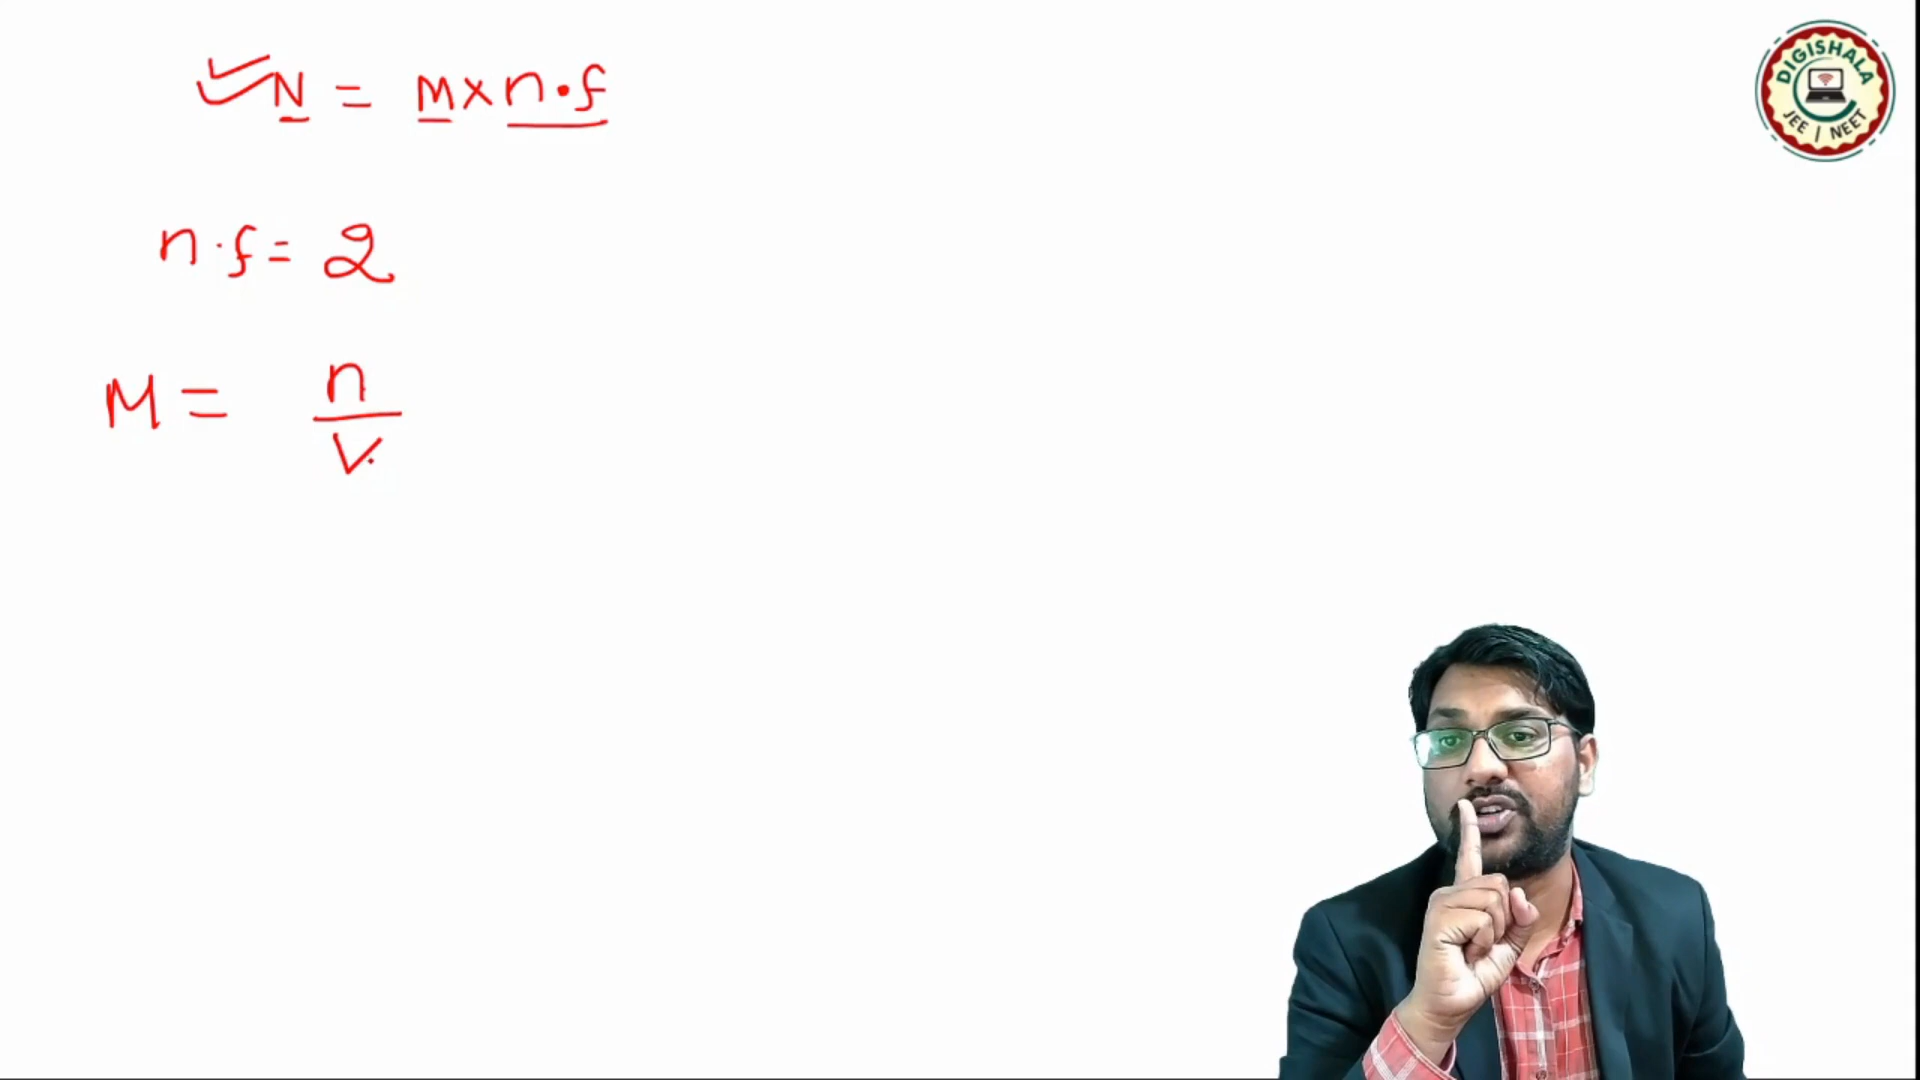 N = M x n.f
n.f = 2
M = n/V
DIGISHALA
JEE | NEET